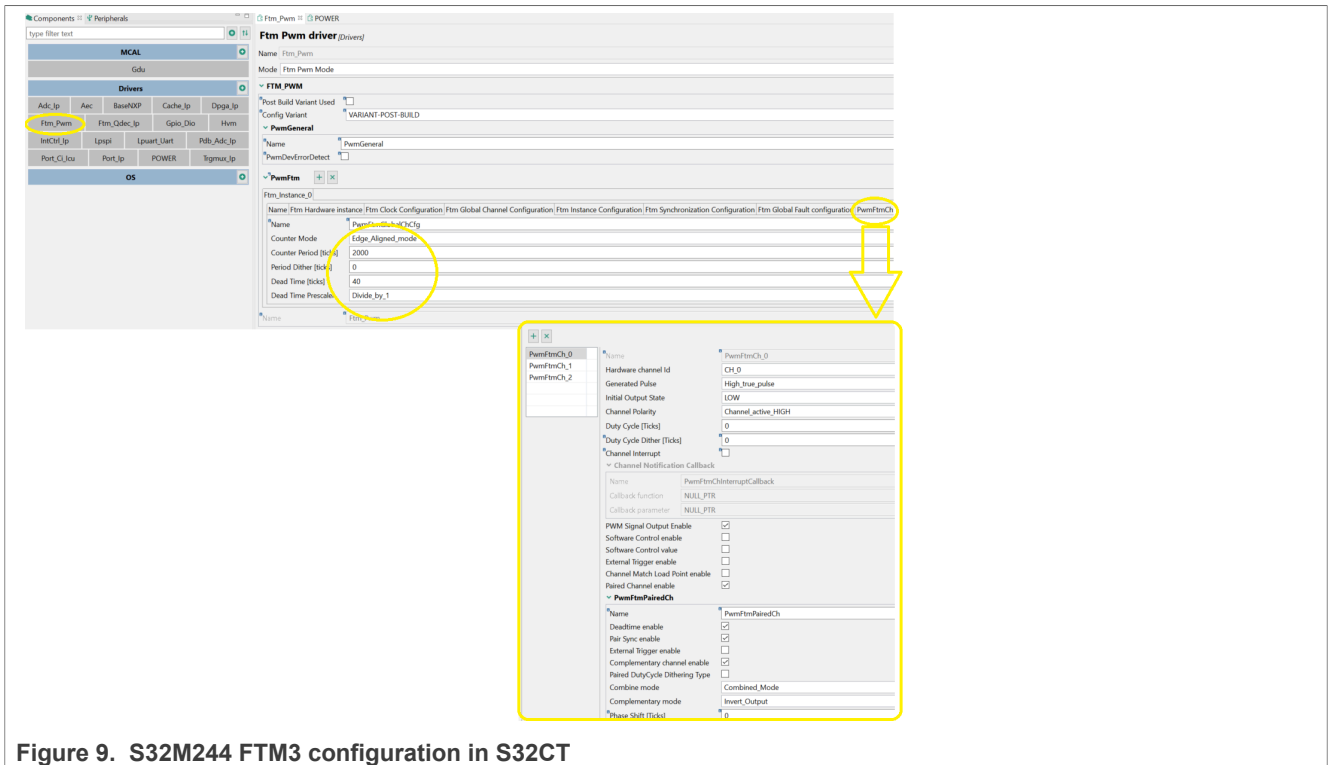 Components Peripherals
type filter text
MCAL
Gdu
Drivers
Adc_Ip Aec BaseNXP Cache_Ip Dpga_Ip
Ftm_Pwm Ftm_Qdec_Ip Gpio_Dio Hvm
IntCtrl_Ip Lpspi Lpuart_Uart Pdb_Adc_Ip
Port_Ci_Icu Port_Ip POWER Trgmux_Ip
OS
Ftm_Pwm POWER
Ftm Pwm driver [Drivers]
Name Ftm_Pwm
Mode Ftm Pwm Mode
FTM_PWM
Post Build Variant Used
Config Variant VARIANT-POST-BUILD
PwmGeneral
Name PwmGeneral
PwmDevErrorDetect
PwmFtm + ×
Ftm_Instance_0
Name Ftm Hardware instance Ftm Clock Configuration Ftm Global Channel Configuration Ftm Instance Configuration Ftm Synchronization Configuration Ftm Global Fault configuration PwmFtmCh
Name PwmFtmGlobalChCfg
Counter Mode Edge_Aligned_mode
Counter Period [ticks] 2000
Period Dither [ticks] 0
Dead Time [ticks] 40
Dead Time Prescaler Divide_by_1
Name Ftm_Pwm
+ ×
PwmFtmCh_0
PwmFtmCh_1
PwmFtmCh_2
Name PwmFtmCh_0
Hardware channel Id CH_0
Generated Pulse High_true_pulse
Initial Output State LOW
Channel Polarity Channel_active_HIGH
Duty Cycle [Ticks] 0
Duty Cycle Dither [Ticks] 0
Channel Interrupt
Channel Notification Callback
Name PwmFtmChInterruptCallback
Callback function NULL_PTR
Callback parameter NULL_PTR
PWM Signal Output Enable
Software Control enable
Software Control value
External Trigger enable
Channel Match Load Point enable
Paired Channel enable
PwmFtmPairedCh
Name PwmFtmPairedCh
Deadtime enable
Pair Sync enable
External Trigger enable
Complementary channel enable
Paired DutyCycle Dithering Type
Combine mode Combined_Mode
Complementary mode Invert_Output
Phase Shift [Ticks] 0
Figure 9. S32M244 FTM3 configuration in S32CT